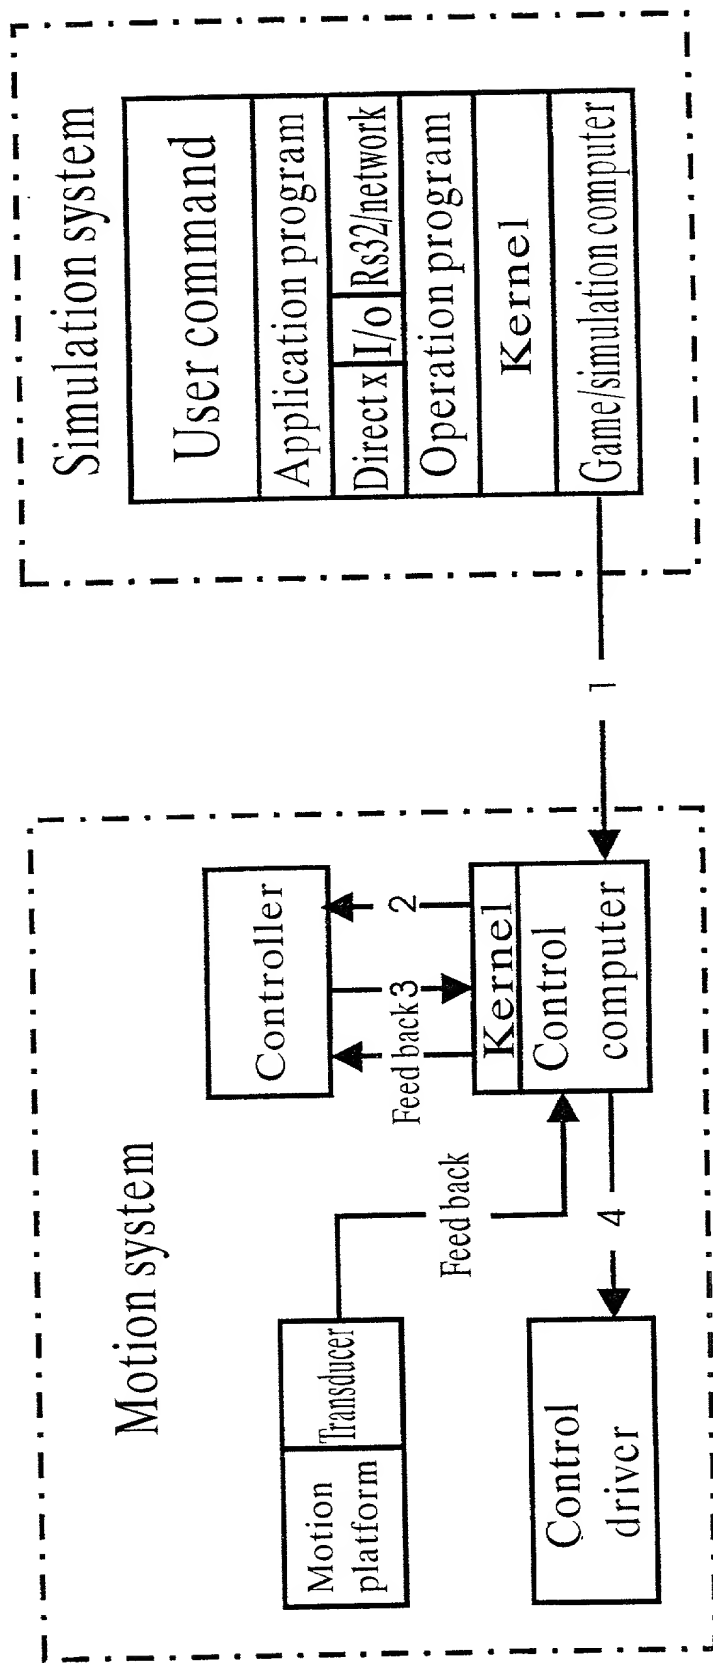 Motion system
Motion
platform
Transducer
Control
driver
Feed back
4
Controller
Feed back
3
2
Kernel
Control
computer
1
Simulation system
User command
Application program
Directx
I/o
Rs32/network
Operation program
Kernel
Game/simulation computer